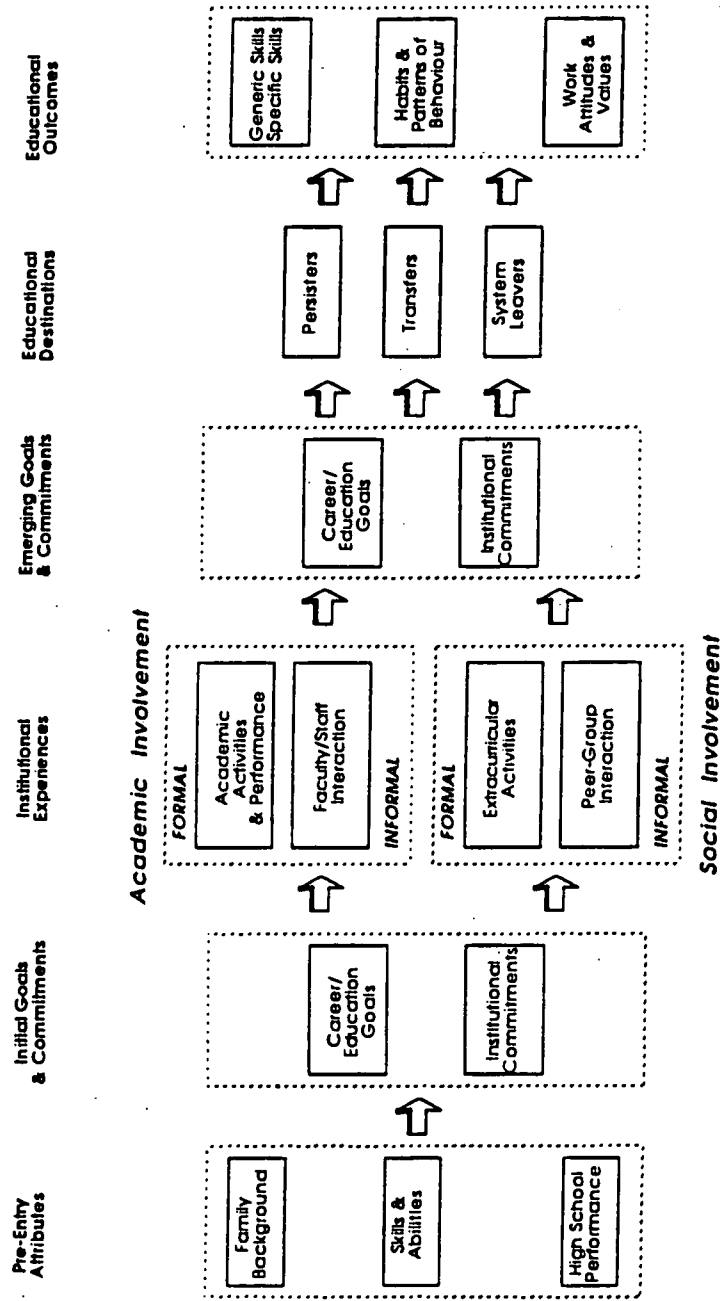 Pre-Entry
Attributes
Family
Background
Skills &
Abilities
High School
Performance
Initial Goals
& Commitments
Career/
Education
Goals
Institutional
Commitments
Institutional
Experiences
Academic Involvement
FORMAL
Academic
Activities
& Performance
Faculty/Staff
Interaction
INFORMAL
FORMAL
Extracurricular
Activities
Peer-Group
Interaction
INFORMAL
Social Involvement
Emerging Goals
& Commitments
Career/
Education
Goals
Institutional
Commitments
Educational
Destinations
Persisters
Transfers
System
Leavers
Educational
Outcomes
Generic Skills
Specific Skills
Habits &
Patterns of
Behaviour
Work
Attitudes &
Values